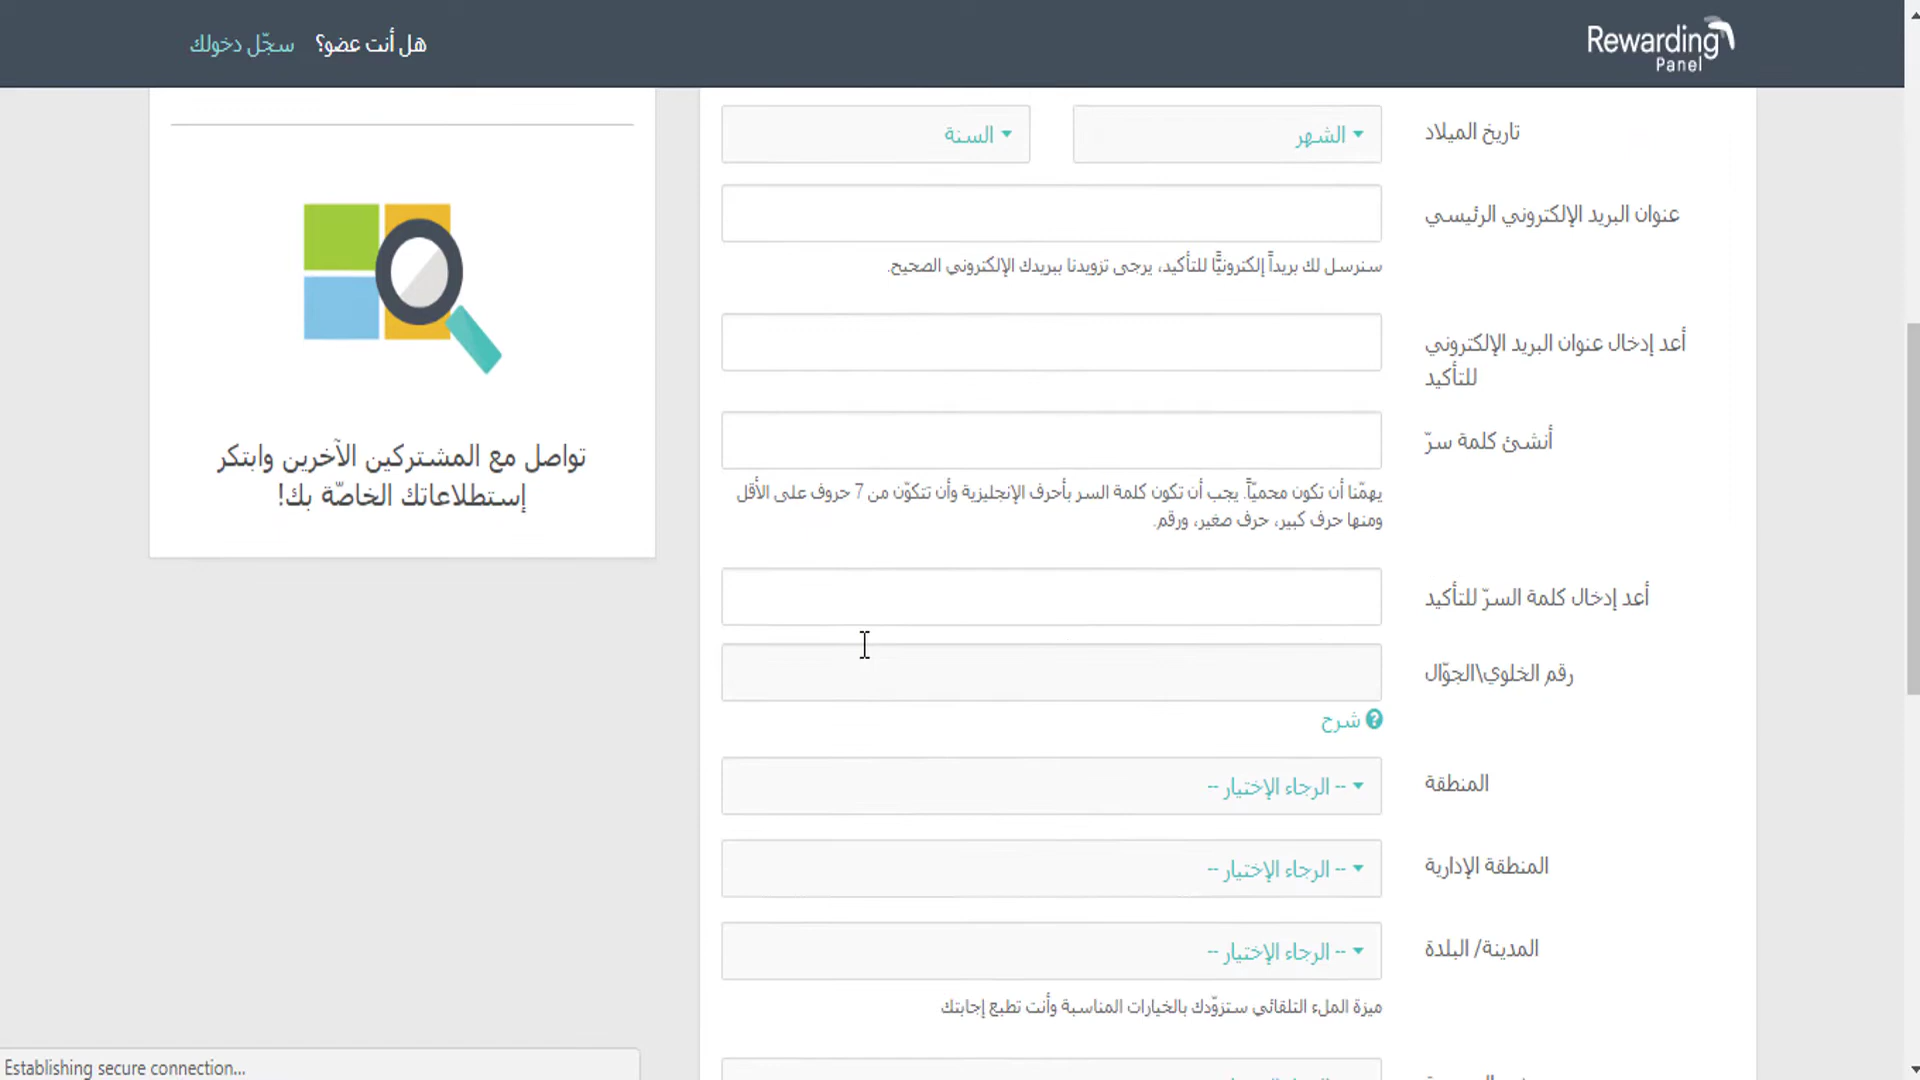 Rewarding
Panel
هل أنت عضو؟ سجّل دخولك
تاريخ الميلاد
الشهر
السنة
عنوان البريد الإلكتروني الرئيسي
سنرسل لك بريداً إلكترونيًّا للتأكيد، يرجى تزويدنا ببريدك الإلكتروني الصحيح.
أعد إدخال عنوان البريد الإلكتروني
للتأكيد
أنشئ كلمة سرّ
يهمّنا أن تكون محميّاً. يجب أن تكون كلمة السر بأحرف الإنجليزية وأن تتكوّن من 7 حروف على الأقل
ومنها حرف كبير، حرف صغير، ورقم.
أعد إدخال كلمة السرّ للتأكيد
رقم الخلوي\الجوّال
شرح
المنطقة
-- الرجاء الإختيار --
المنطقة الإدارية
-- الرجاء الإختيار --
المدينة/ البلدة
-- الرجاء الإختيار --
ميزة الملء التلقائي ستزوّدك بالخيارات المناسبة وأنت تطبع إجابتك
تواصل مع المشتركين الآخرين وابتكر
إستطلاعاتك الخاصّة بك!
Establishing secure connection...